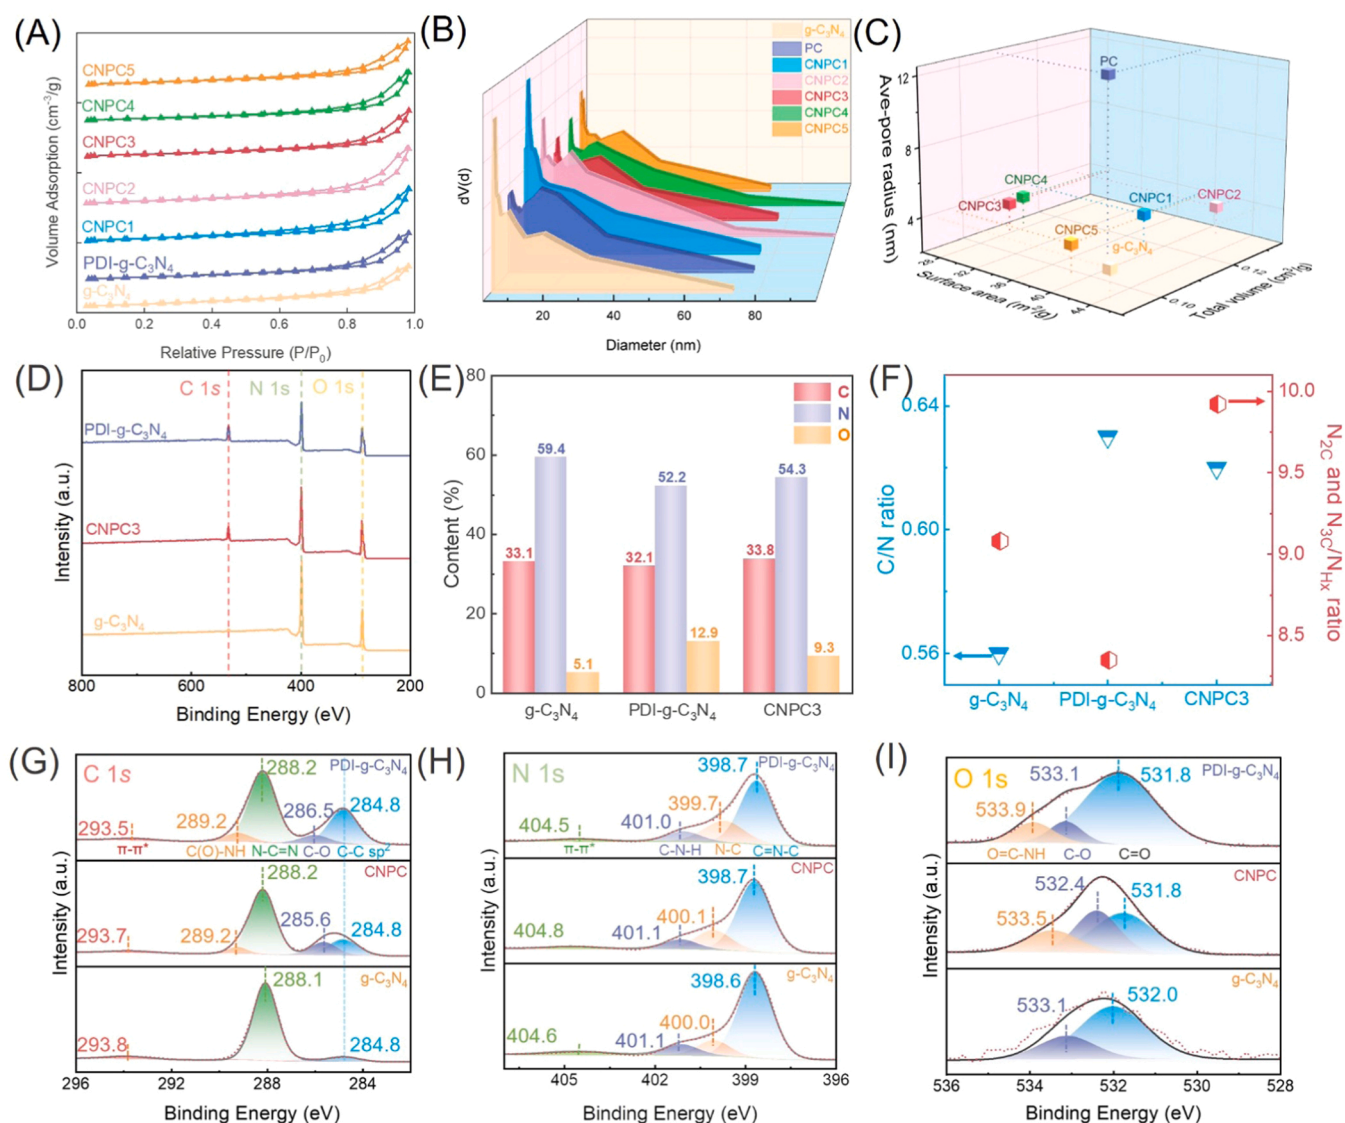 (A)
CNPC5
CNPC4
CNPC3
CNPC2
CNPC1
PDI-g-C₃N₄
g-C₃N₄
Volume Adsorption (cm⁻³/g)
0.0 0.2 0.4 0.6 0.8 1.0
Relative Pressure (P/P₀)
(B)
g-C₃N₄
PC
CNPC1
CNPC2
CNPC3
CNPC4
CNPC5
dV(d)
20 40 60 80
Diameter (nm)
(C)
PC
CNPC4
CNPC3
CNPC1
CNPC2
CNPC5
g-C₃N₄
Ave-pore radius (nm)
12
8
4
28 32 36 40 44
Surface area (m²/g)
0.10 0.12
Total volume (cm³/g)
(D)
C 1s N 1s O 1s
PDI-g-C₃N₄
CNPC3
g-C₃N₄
Intensity (a.u.)
800 600 400 200
Binding Energy (eV)
(E)
C
N
O
80
60
40
20
0
Content (%)
33.1 59.4 5.1
32.1 52.2 12.9
33.8 54.3 9.3
g-C₃N₄ PDI-g-C₃N₄ CNPC3
(F)
0.64
0.60
0.56
C/N ratio
10.0
9.5
9.0
8.5
N₂C and N₃C/NHx ratio
g-C₃N₄ PDI-g-C₃N₄ CNPC3
(G)
C 1s
PDI-g-C₃N₄
288.2
293.5 289.2 286.5 284.8
π-π* C(O)-NH N-C=N C-O C-C sp²
CNPC
288.2
293.7 289.2 285.6 284.8
g-C₃N₄
288.1
293.8 284.8
Intensity (a.u.)
296 292 288 284
Binding Energy (eV)
(H)
N 1s
PDI-g-C₃N₄
398.7
404.5 401.0 399.7
π-π* C-N-H N-C C=N-C
CNPC
398.7
404.8 401.1 400.1
g-C₃N₄
398.6
404.6 401.1 400.0
Intensity (a.u.)
405 402 399 396
Binding Energy (eV)
(I)
O 1s
PDI-g-C₃N₄
533.9 533.1 531.8
O=C-NH C-O C=O
CNPC
533.5 532.4 531.8
g-C₃N₄
533.1 532.0
Intensity (a.u.)
536 534 532 530 528
Binding Energy (eV)